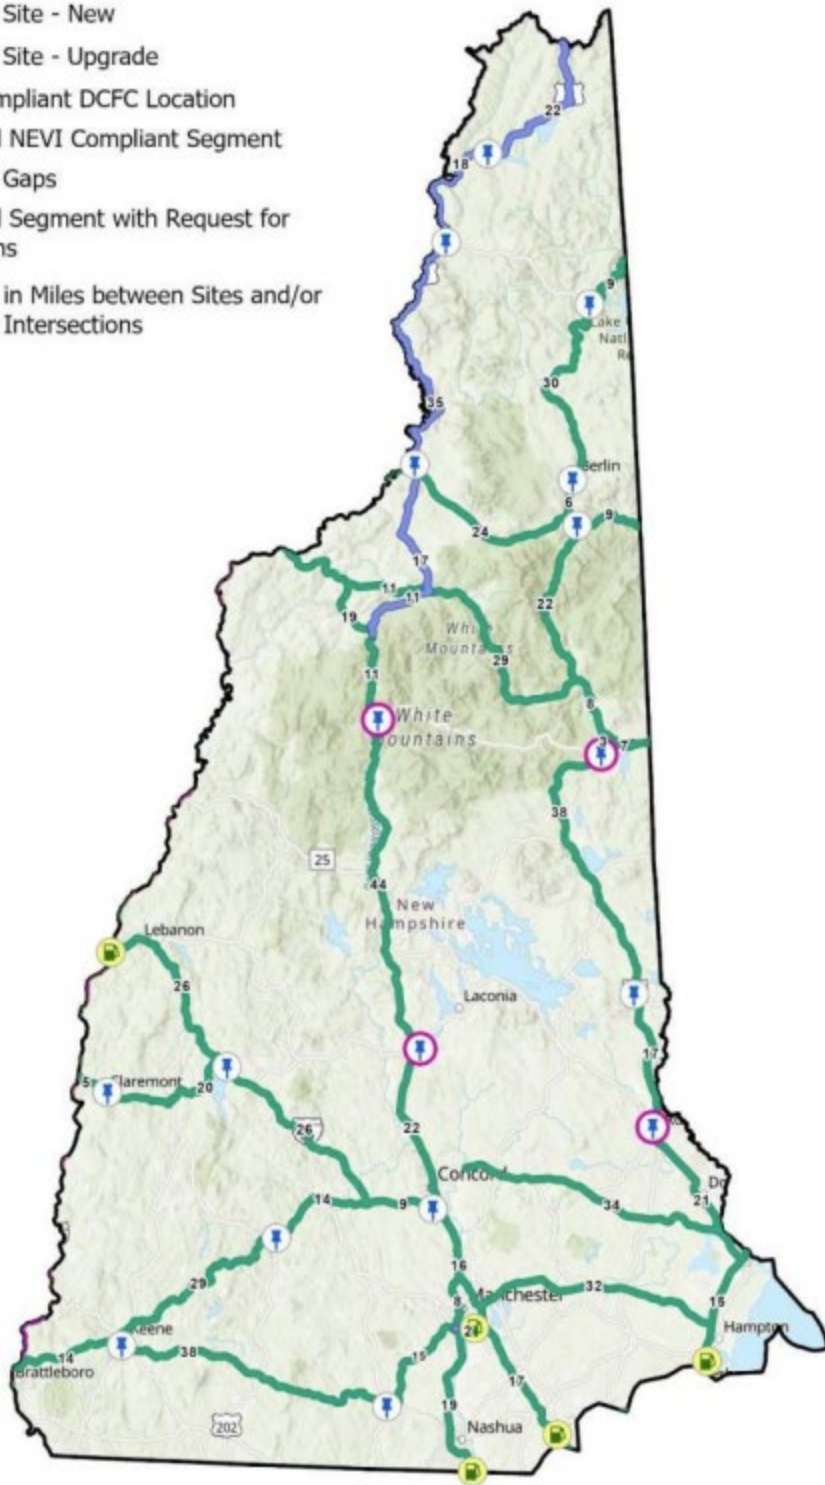 Site - New
Site - Upgrade
mpliant DCFC Location
NEVI Compliant Segment
Gaps
Segment with Request for
ns
in Miles between Sites and/or
Intersections
22
18
9
Lake
Natl
Re
35
30
Berlin
6
9
24
17
11
11
19
22
White
Mountains
29
11
8
White
ountains
3
7
38
25
44
New
Hampshire
Lebanon
26
Laconia
17
5
Claremont
20
26
22
Concord
34
De
21
14
9
29
16
Manchester
32
8
15
Hampton
Keene
14
38
Brattleboro
15
17
19
202
Nashua